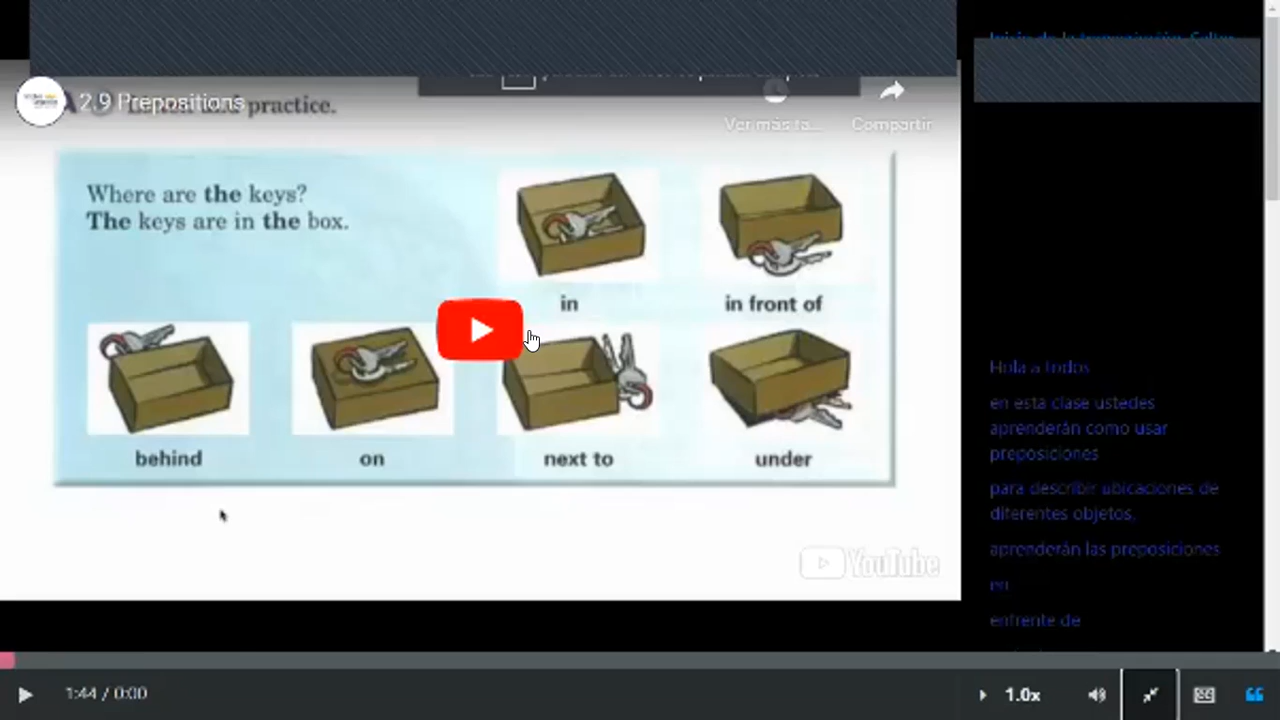 2.9 Prepositions
practice.
Ver más ta...
Compartir
Where are the keys?
The keys are in the box.
in
in front of
behind
on
next to
under
YouTube
Hola a todos
en esta clase ustedes
aprenderán como usar
preposiciones
para describir ubicaciones de
diferentes objetos,
aprenderán las preposiciones
en
enfrente de
1:44 / 0:00
1.0x